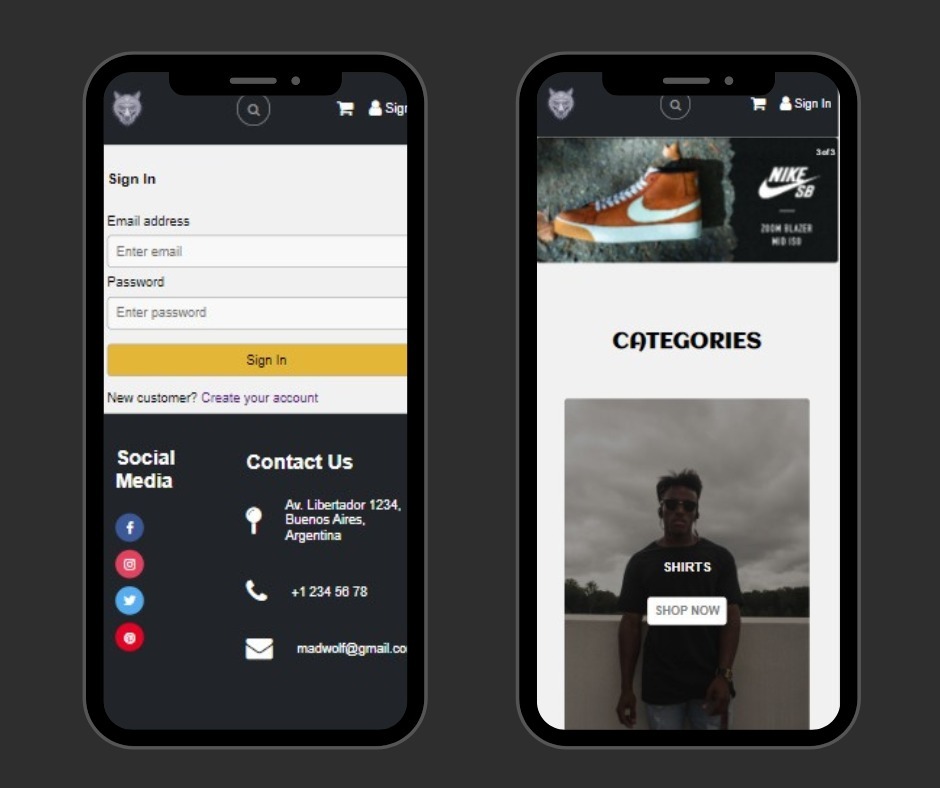 Sign
Sign In
Email address
Enter email
Password
Enter password
Sign In
New customer? Create your account
Social
Media
Contact Us
Av. Libertador 1234,
Buenos Aires,
Argentina
+1 234 56 78
madwolf@gmail.co
Sign In
3 of 3
NIKE
SB
ZOOM BLAZER
MID ISO
CATEGORIES
SHIRTS
SHOP NOW